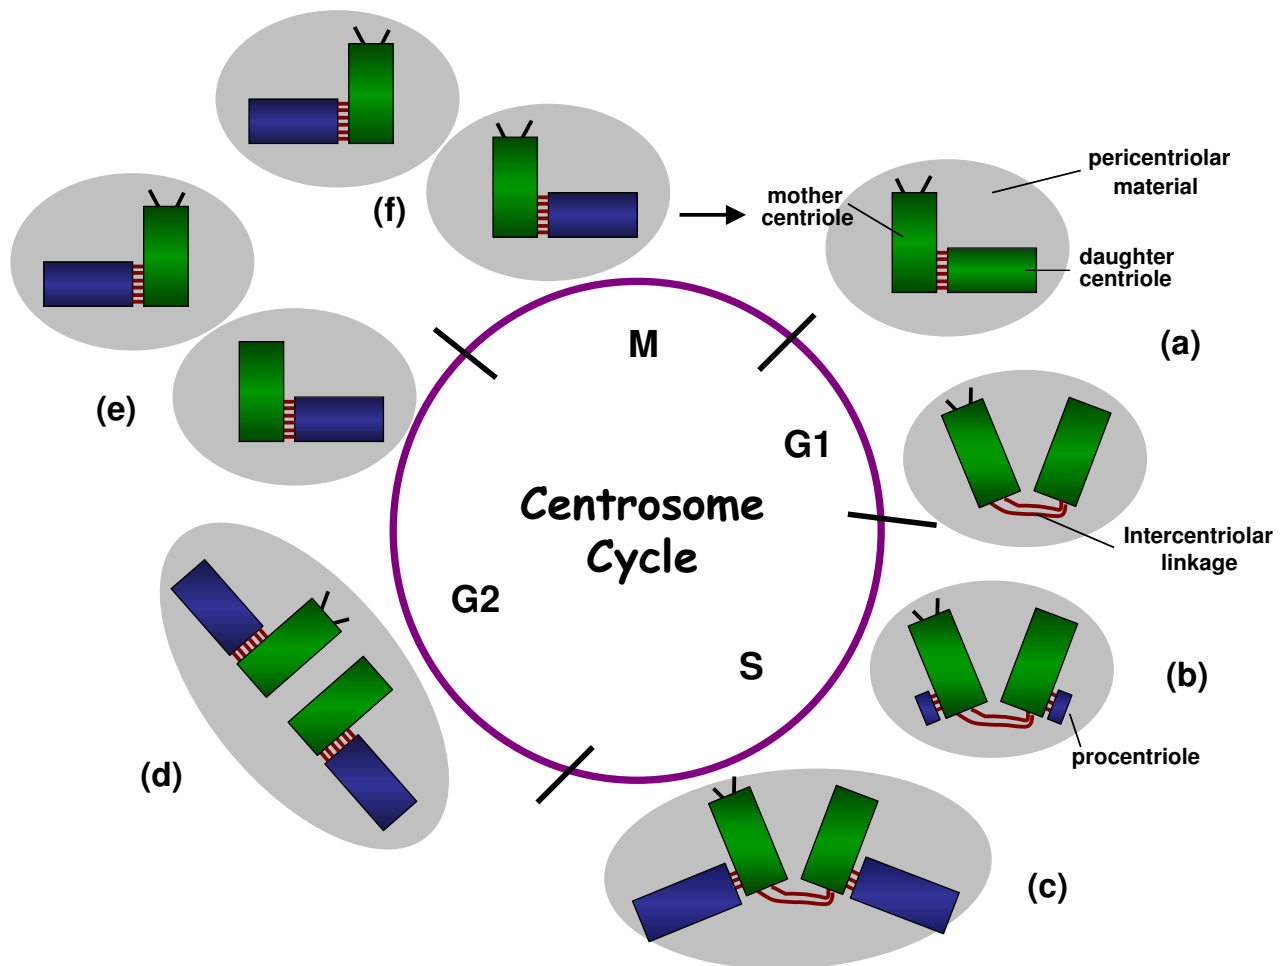 pericentriolar
material
mother
centriole
(f)
daughter
centriole
(a)
M
(e)
G1
Centrosome
Cycle
Intercentriolar
linkage
G2
S
(b)
procentriole
(d)
(c)